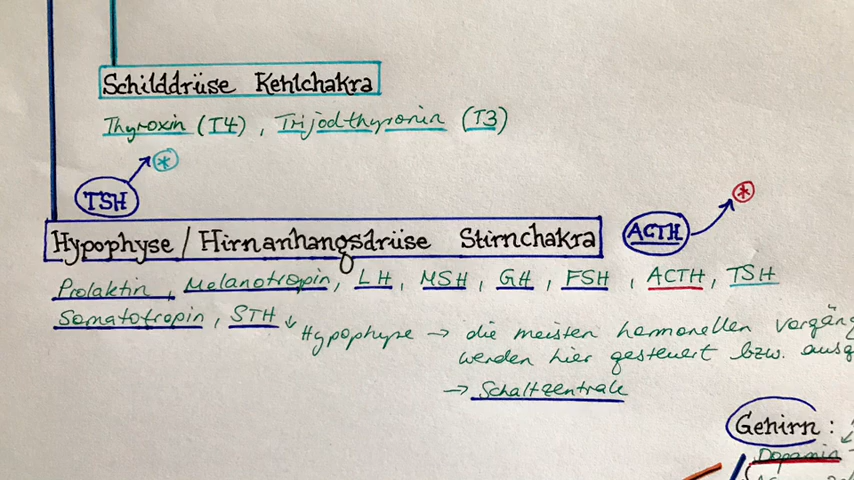 Schilddrüse Kehlchakra
Thyroxin (T4), Trijodthyronin (T3)
*
TSH
*
Hypophyse / Hirnanhangsdrüse Stirnchakra
ACTH
Prolaktin, Melanotropin, LH, MSH, GH, FSH, ACTH, TSH
Somatotropin, STH
Hypophyse → die meisten hormonellen
werden hier gesteuert bzw.
→ Schaltzentrale
Gehirn:
Dopamin